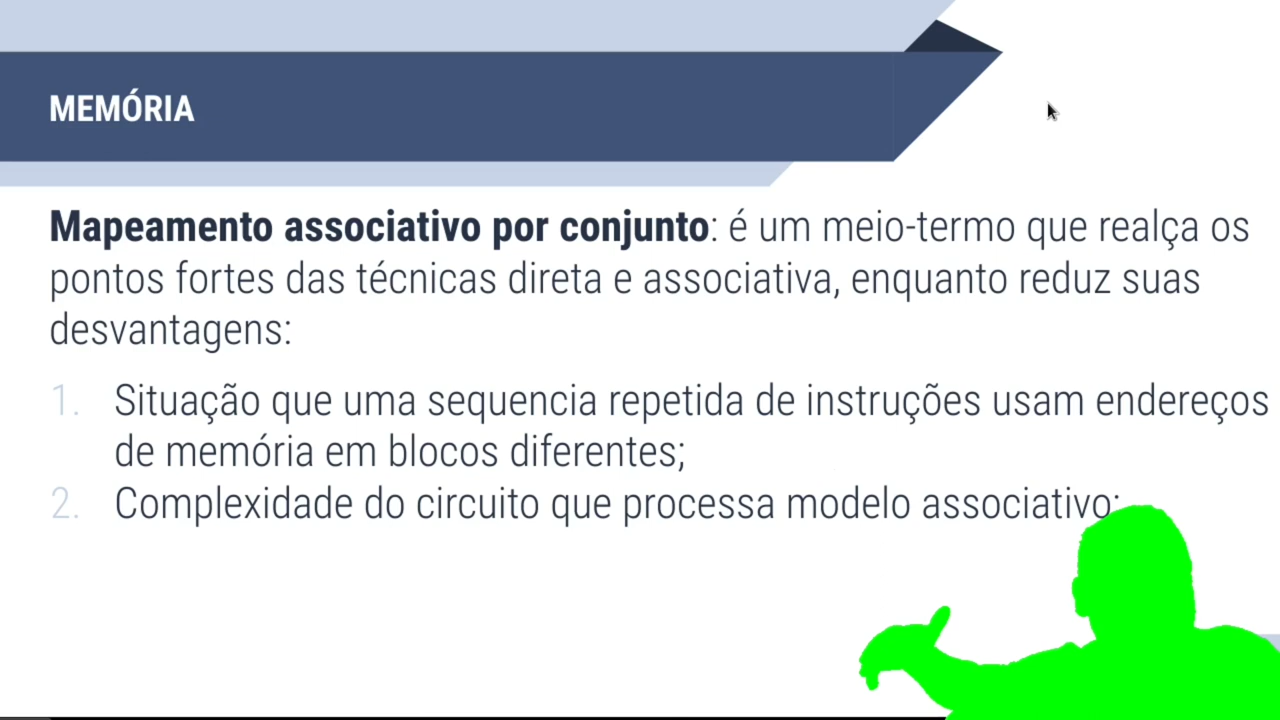 MEMÓRIA
Mapeamento associativo por conjunto: é um meio-termo que realça os
pontos fortes das técnicas direta e associativa, enquanto reduz suas
desvantagens:
1. Situação que uma sequencia repetida de instruções usam endereços
de memória em blocos diferentes;
2. Complexidade do circuito que processa modelo associativo;